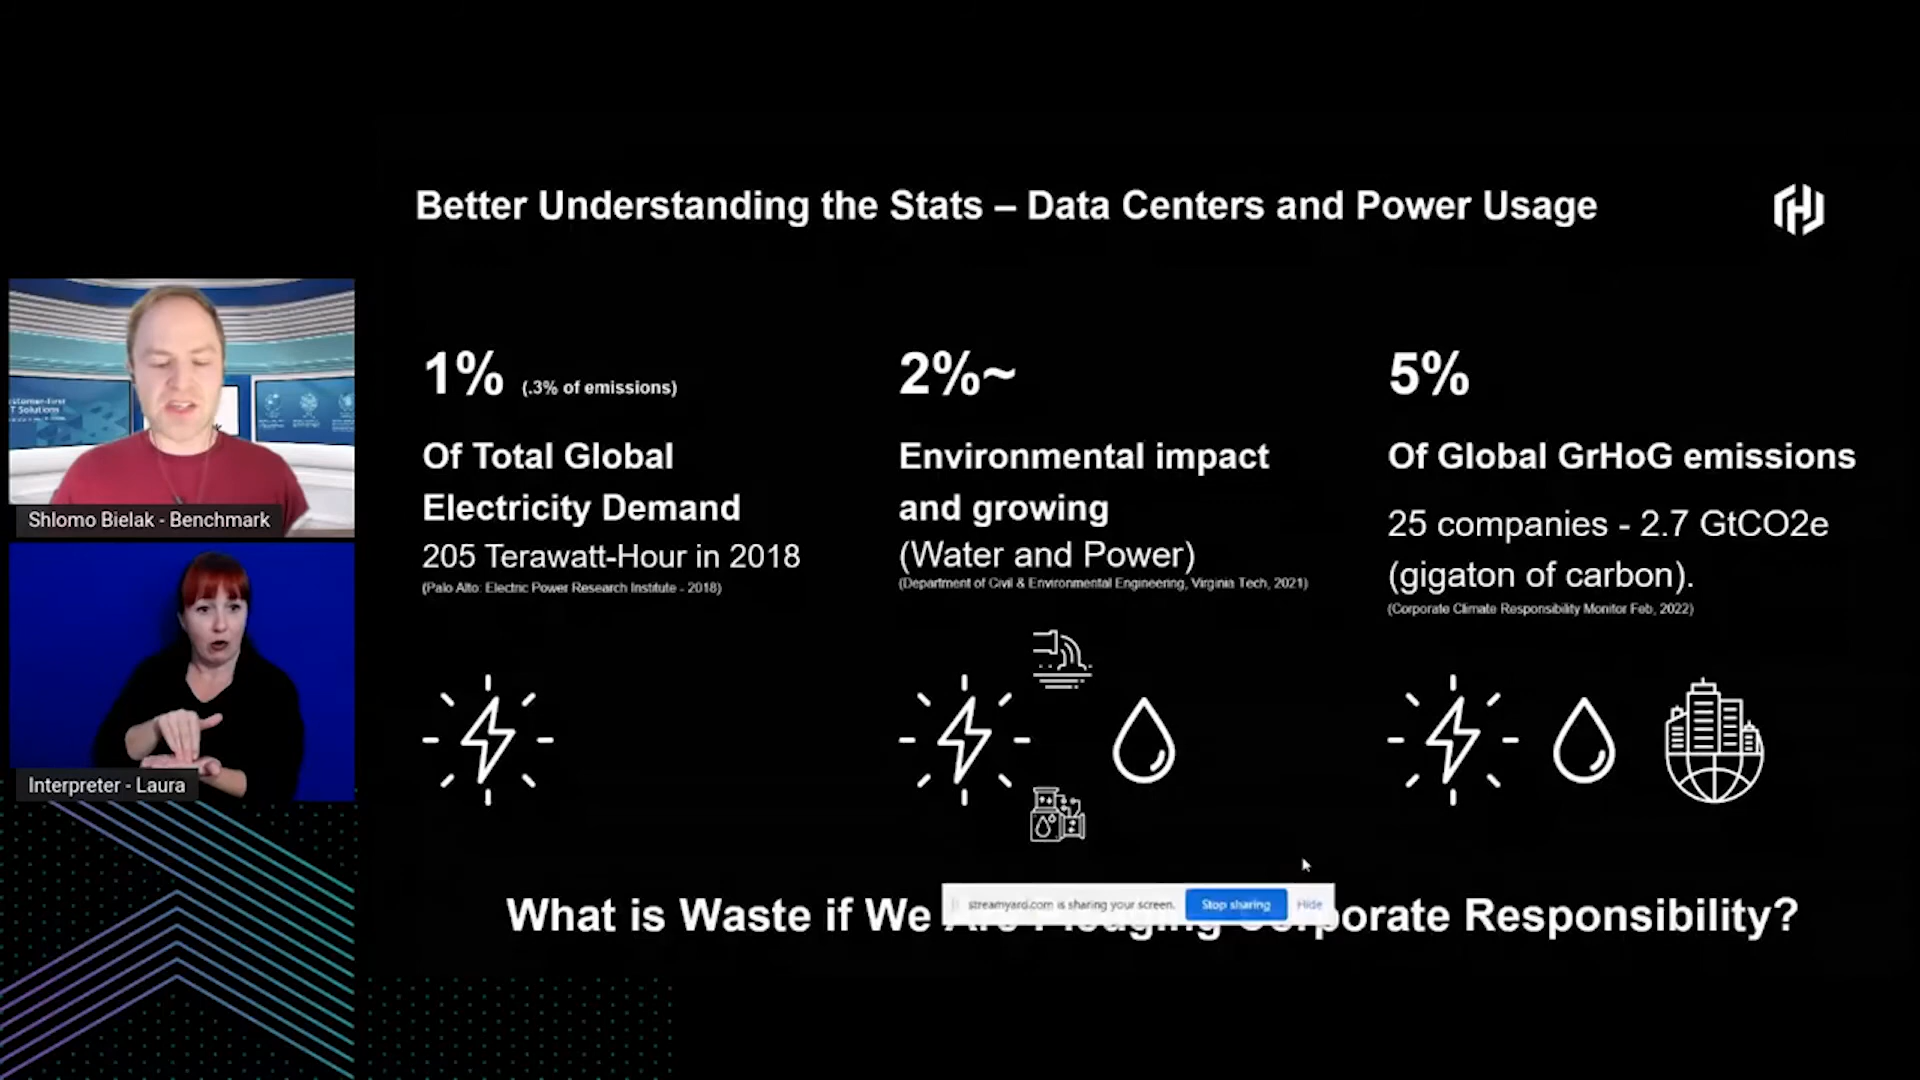 Better Understanding the Stats – Data Centers and Power Usage
1% (.3% of emissions)
Of Total Global
Electricity Demand
205 Terawatt-Hour in 2018
(Palo Alto: Electric Power Research Institute - 2018)
2%~
Environmental impact
and growing
(Water and Power)
(Department of Civil & Environmental Engineering, Virginia Tech, 2021)
5%
Of Global GrHoG emissions
25 companies - 2.7 GtCO2e
(gigaton of carbon).
(Corporate Climate Responsibility Monitor Feb, 2022)
What is Waste if We Are Pledging Corporate Responsibility?
streamyard.com is sharing your screen. Stop sharing Hide
T Solutions
Shlomo Bielak - Benchmark
Interpreter - Laura